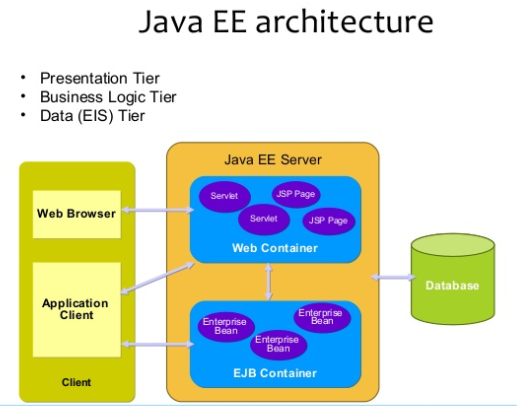 Java EE architecture
• Presentation Tier
• Business Logic Tier
• Data (EIS) Tier
Java EE Server
Servlet
JSP Page
Servlet
JSP Page
Web Container
Web Browser
Application
Client
Client
Enterprise
Bean
Enterprise
Bean
Enterprise
Bean
EJB Container
Database